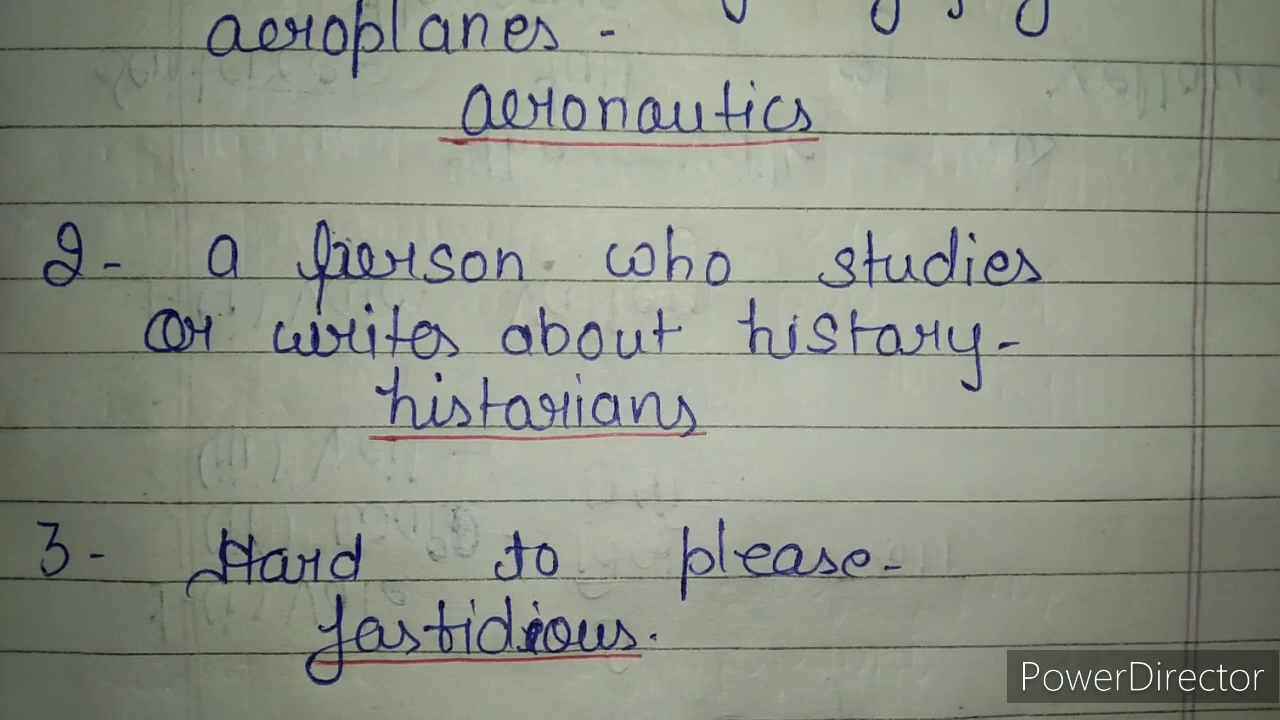 aeroplanes -
aeronautics
2- a person who studies
or writes about history-
historians
3- Hard to please-
fastidious.
PowerDirector